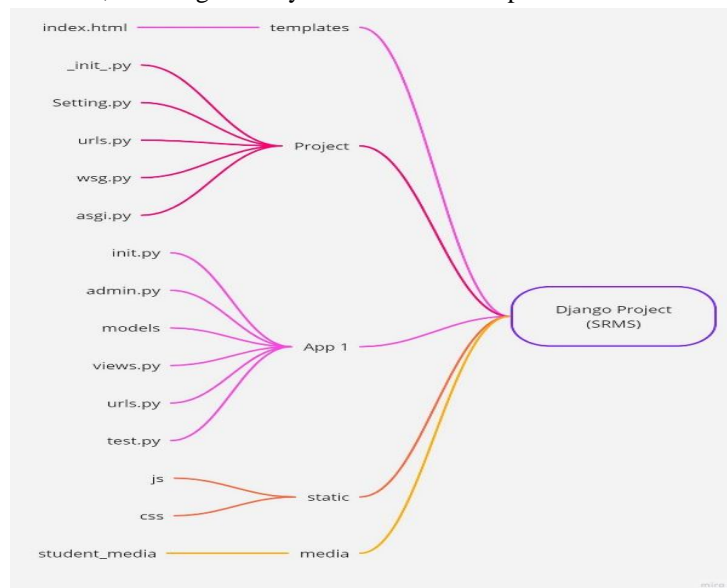 index.html
templates
_init_.py
Setting.py
urls.py
Project
wsg.py
asgi.py
init.py
admin.py
models
App 1
views.py
urls.py
test.py
Django Project
(SRMS)
js
static
css
student_media
media
miro